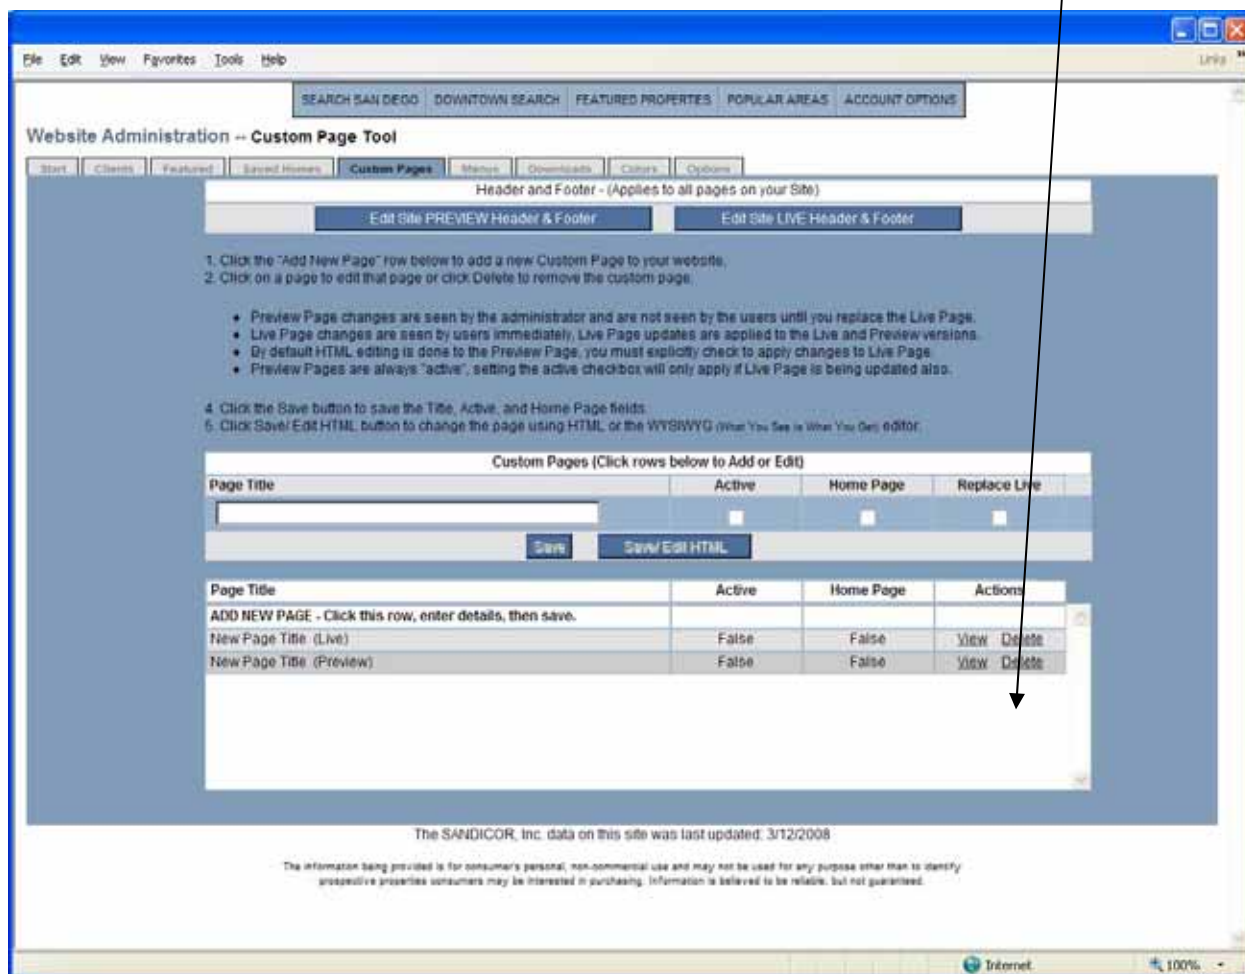 File Edit View Favorites Tools Help Links
SEARCH SAN DEGO DOWNTOWN SEARCH FEATURED PROPERTES POPULAR AREAS ACCOUNT OPTIONS
Website Administration -- Custom Page Tool
Start Clients Featured Saved Homes Custom Pages Menus Downloads Colors Options
Header and Footer - (Applies to all pages on your Site)
Edit Site PREVIEW Header & Footer Edit Site LIVE Header & Footer
1. Click the "Add New Page" row below to add a new Custom Page to your website.
2. Click on a page to edit that page or click Delete to remove the custom page.
• Preview Page changes are seen by the administrator and are not seen by the users until you replace the Live Page.
• Live Page changes are seen by users immediately, Live Page updates are applied to the Live and Preview versions.
• By default HTML editing is done to the Preview Page, you must explicitly check to apply changes to Live Page.
• Preview Pages are always "active", setting the active checkbox will only apply if Live Page is being updated also.
4. Click the Save button to save the Title, Active, and Home Page fields.
5. Click Save/ Edit HTML button to change the page using HTML or the WYSIWYG (What You See Is What You Get) editor.
Custom Pages (Click rows below to Add or Edit)
Page Title Active Home Page Replace Live
Save Save/ Edit HTML
Page Title Active Home Page Actions
ADD NEW PAGE - Click this row, enter details, then save.
New Page Title (Live) False False View Delete
New Page Title (Preview) False False View Delete
The SANDICOR, Inc. data on this site was last updated: 3/12/2008
The information being provided is for consumer's personal, non-commercial use and may not be used for any purpose other than to identify
prospective properties consumers may be interested in purchasing. Information is believed to be reliable, but not guaranteed.
Internet 100%